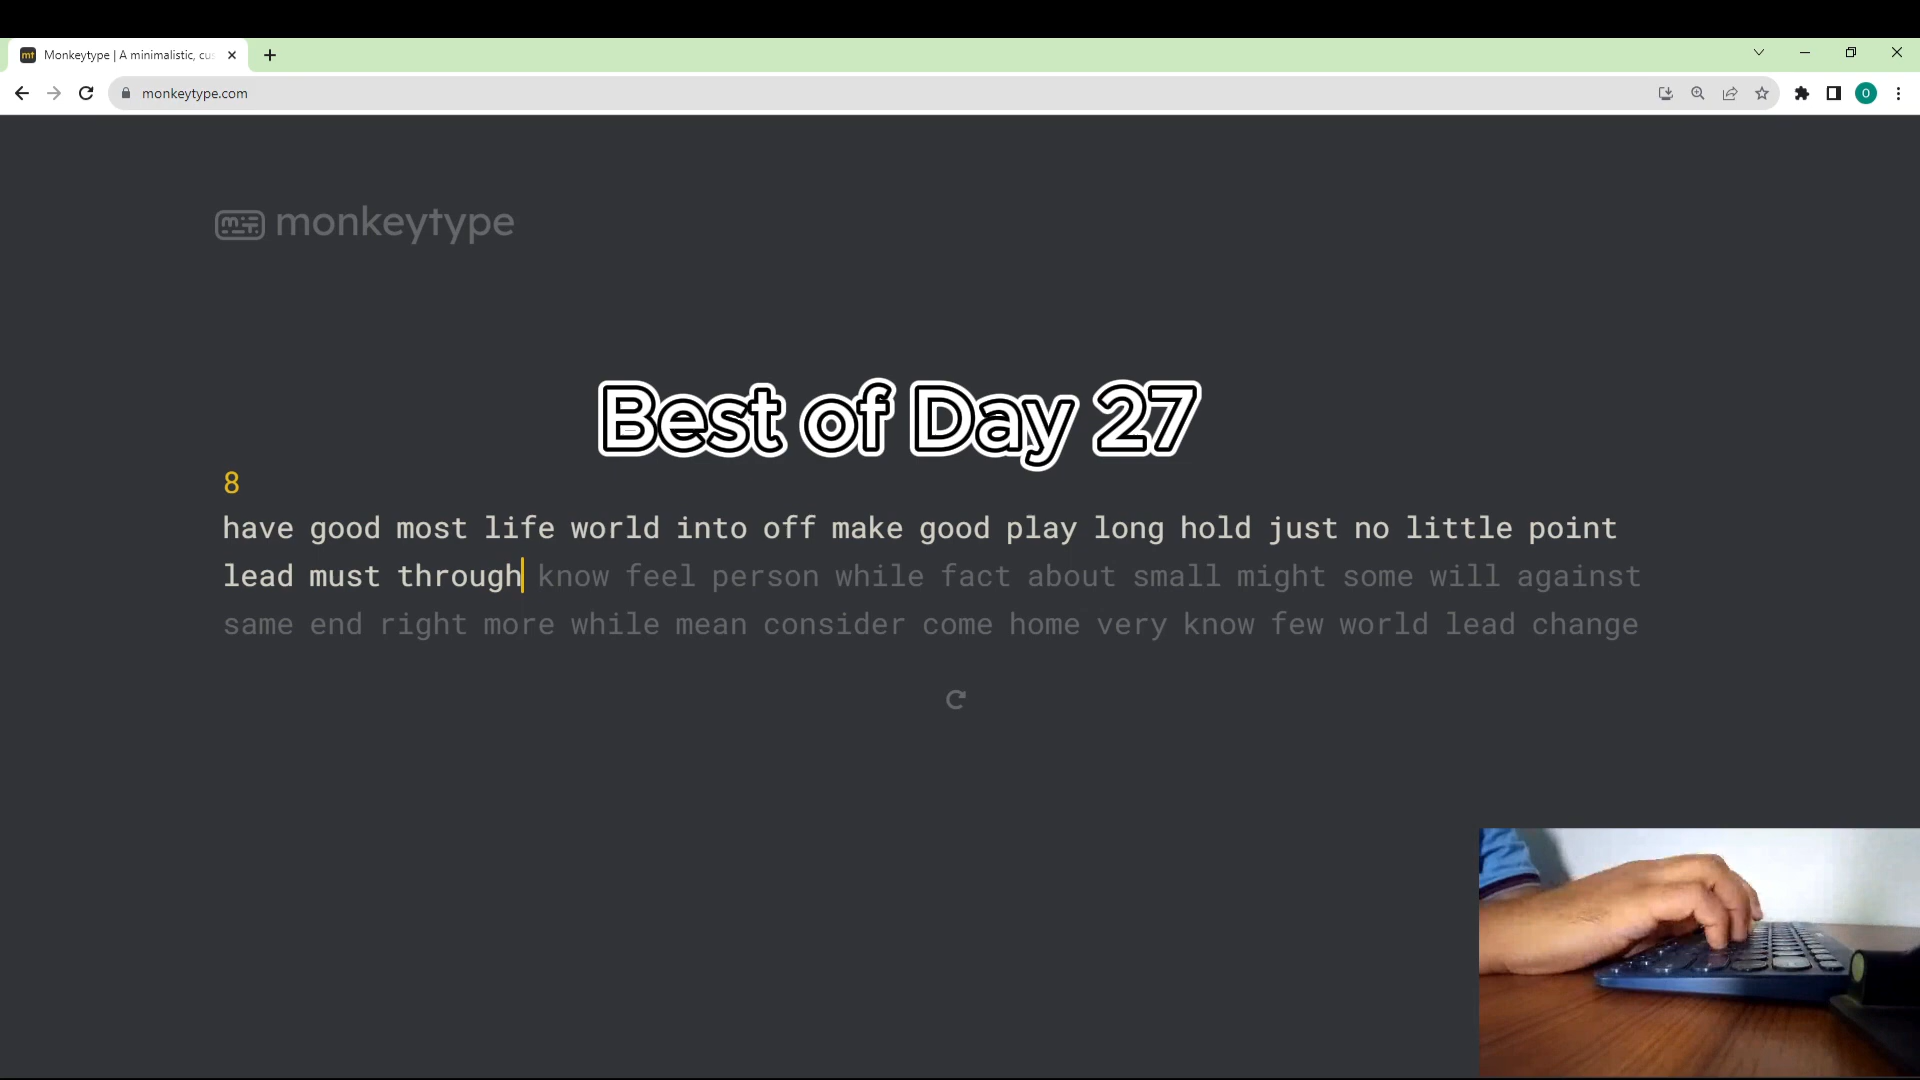 mt Monkeytype | A minimalistic, cus
monkeytype.com
O
monkeytype
Best of Day 27
8
have good most life world into off make good play long hold just no little point
lead must through know feel person while fact about small might some will against
same end right more while mean consider come home very know few world lead change